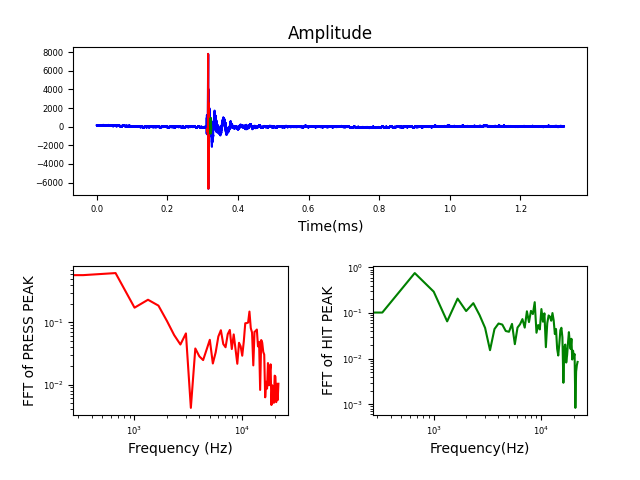 Amplitude
8000
6000
4000
2000
0
−2000
−4000
−6000
0.0 0.2 0.4 0.6 0.8 1.0 1.2
Time(ms)
FFT of PRESS PEAK
10⁻¹
10⁻²
10³ 10⁴
Frequency (Hz)
FFT of HIT PEAK
10⁰
10⁻¹
10⁻²
10⁻³
10³ 10⁴
Frequency(Hz)